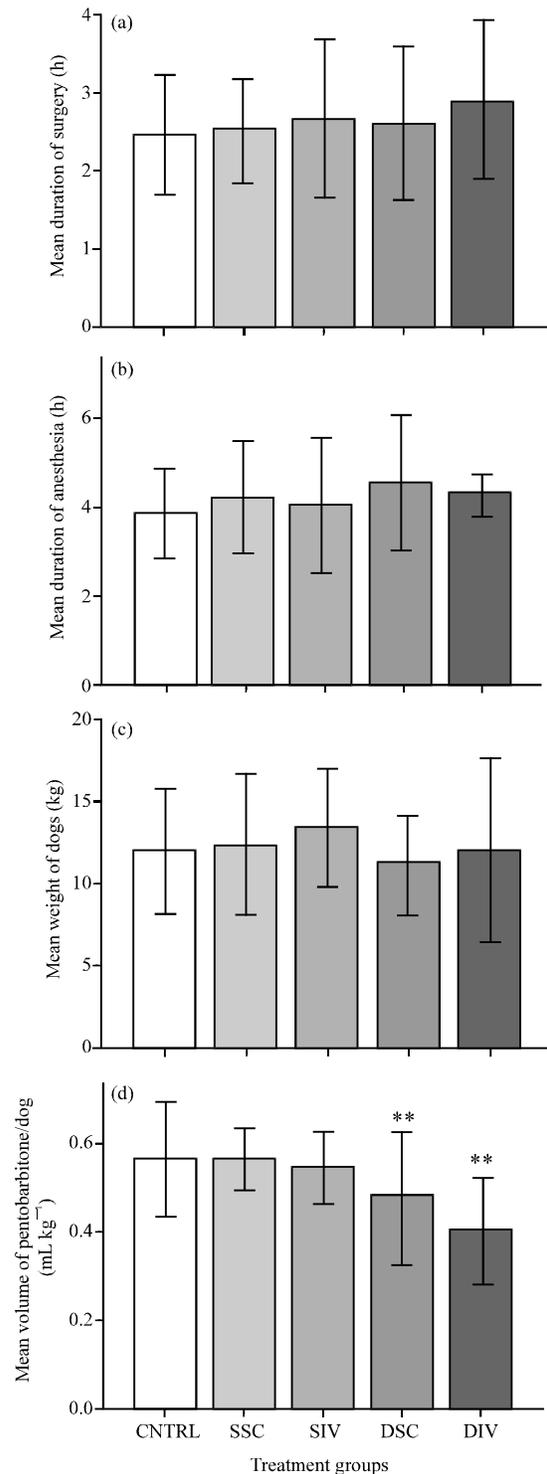 (a)
Mean duration of surgery (h)
4
3
2
1
0
(b)
Mean duration of anesthesia (h)
6
4
2
0
(c)
Mean weight of dogs (kg)
20
15
10
5
0
(d)
Mean volume of pentobarbitone/dog
(mL kg⁻¹)
0.6
0.4
0.2
0.0
**
**
CNTRL SSC SIV DSC DIV
Treatment groups